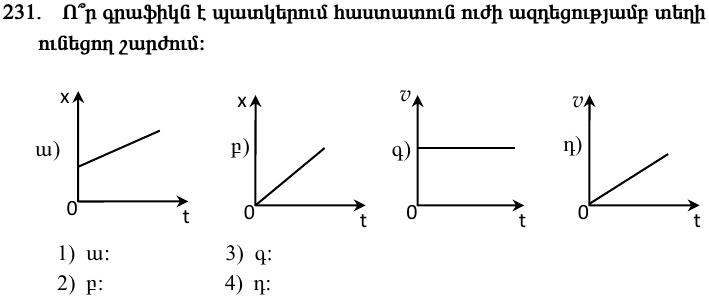 231. Ո՞ր գրաֆիկն է պատկերում հաստատուն ուժի ազդեցությամբ տեղի
ունեցող շարժում:
x x v v
ա) բ) գ) դ)
0 t 0 t 0 t 0 t
1) ա: 3) գ:
2) բ: 4) դ: